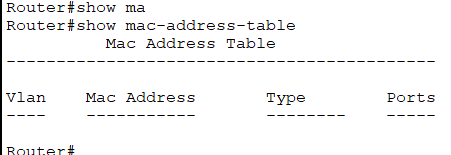 Router#show ma
Router#show mac-address-table
          Mac Address Table
-------------------------------------------

Vlan    Mac Address       Type        Ports
----    -----------       --------    -----

Router#